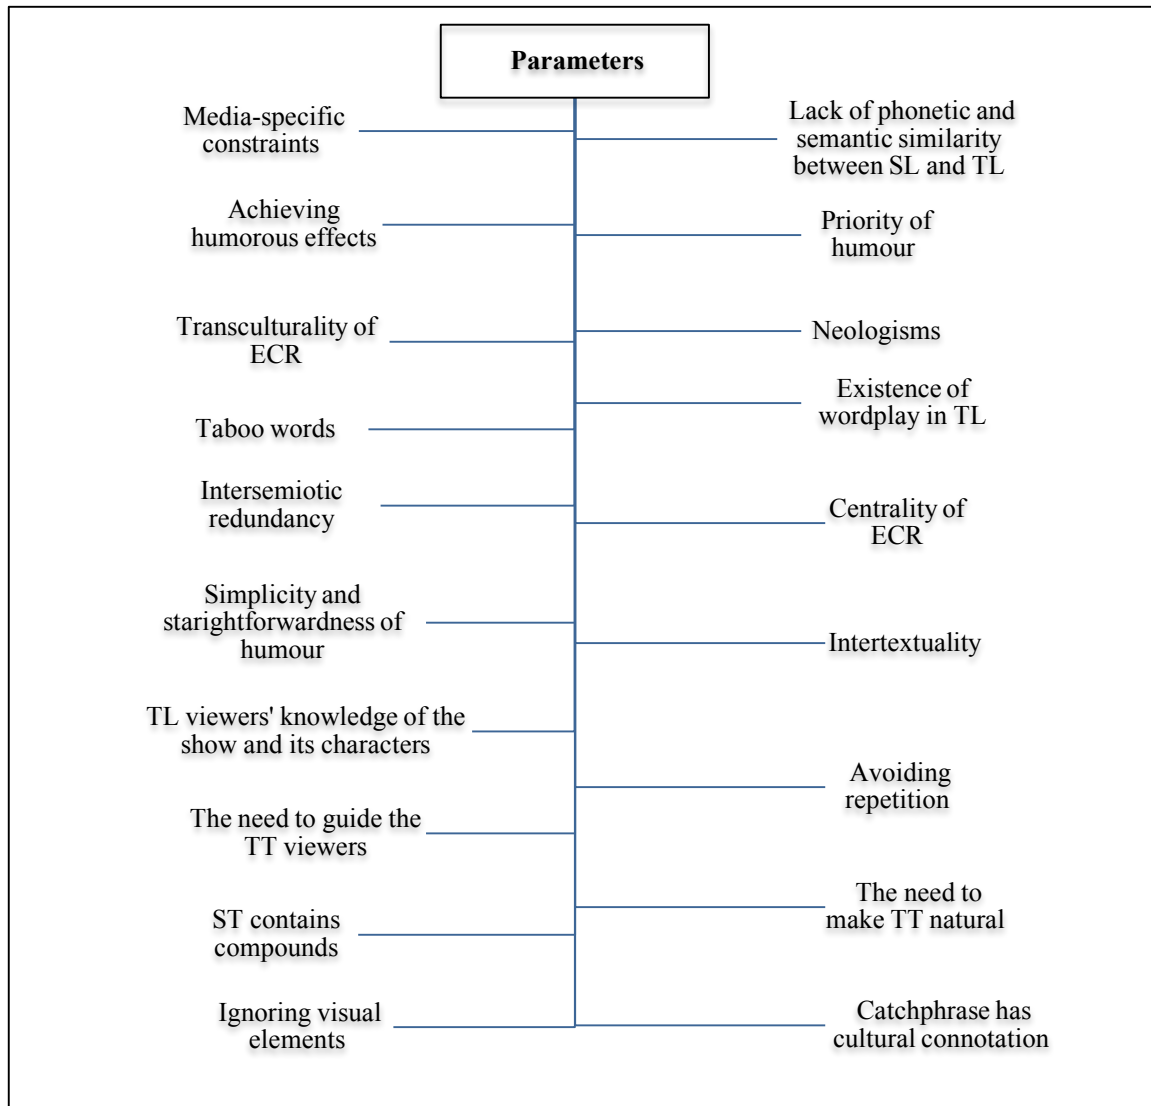 Parameters
Media-specific
constraints
Lack of phonetic and
semantic similarity
between SL and TL
Achieving
humorous effects
Priority of
humour
Transculturality of
ECR
Neologisms
Taboo words
Existence of
wordplay in TL
Intersemiotic
redundancy
Centrality of
ECR
Simplicity and
starightforwardness of
humour
Intertextuality
TL viewers' knowledge of the
show and its characters
Avoiding
repetition
The need to guide the
TT viewers
The need to
make TT natural
ST contains
compounds
Ignoring visual
elements
Catchphrase has
cultural connotation